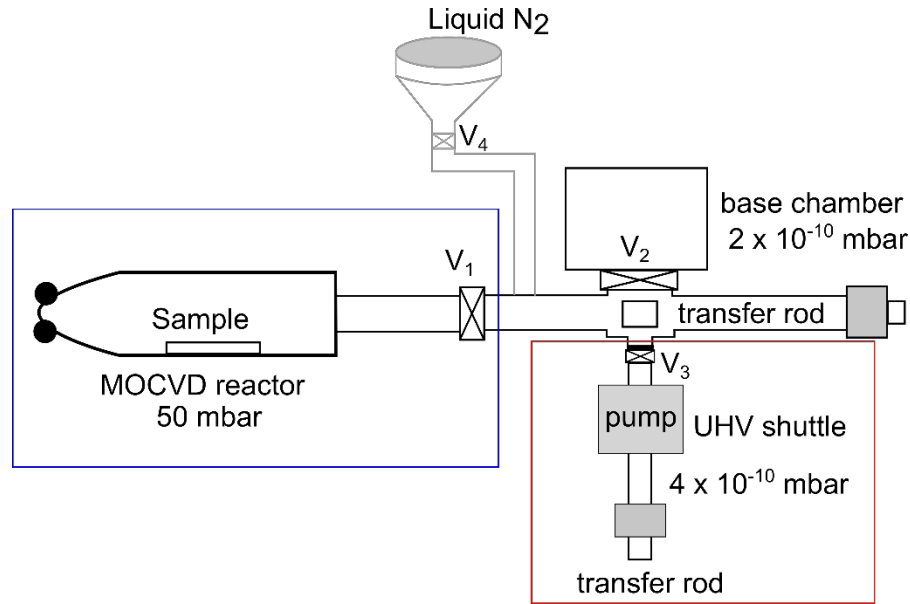 Liquid N2
V4
base chamber
2 x 10-10 mbar
V2
V1
Sample
transfer rod
MOCVD reactor
50 mbar
V3
pump
UHV shuttle
4 x 10-10 mbar
transfer rod